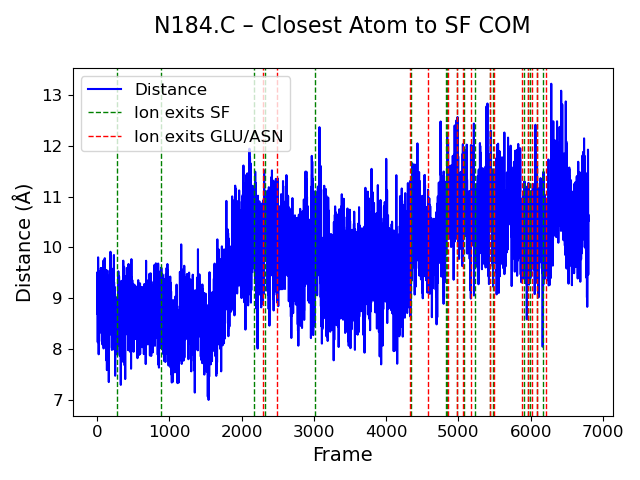 N184.C – Closest Atom to SF COM
Distance
Ion exits SF
Ion exits GLU/ASN
Distance (Å)
13
12
11
10
9
8
7
0 1000 2000 3000 4000 5000 6000 7000
Frame